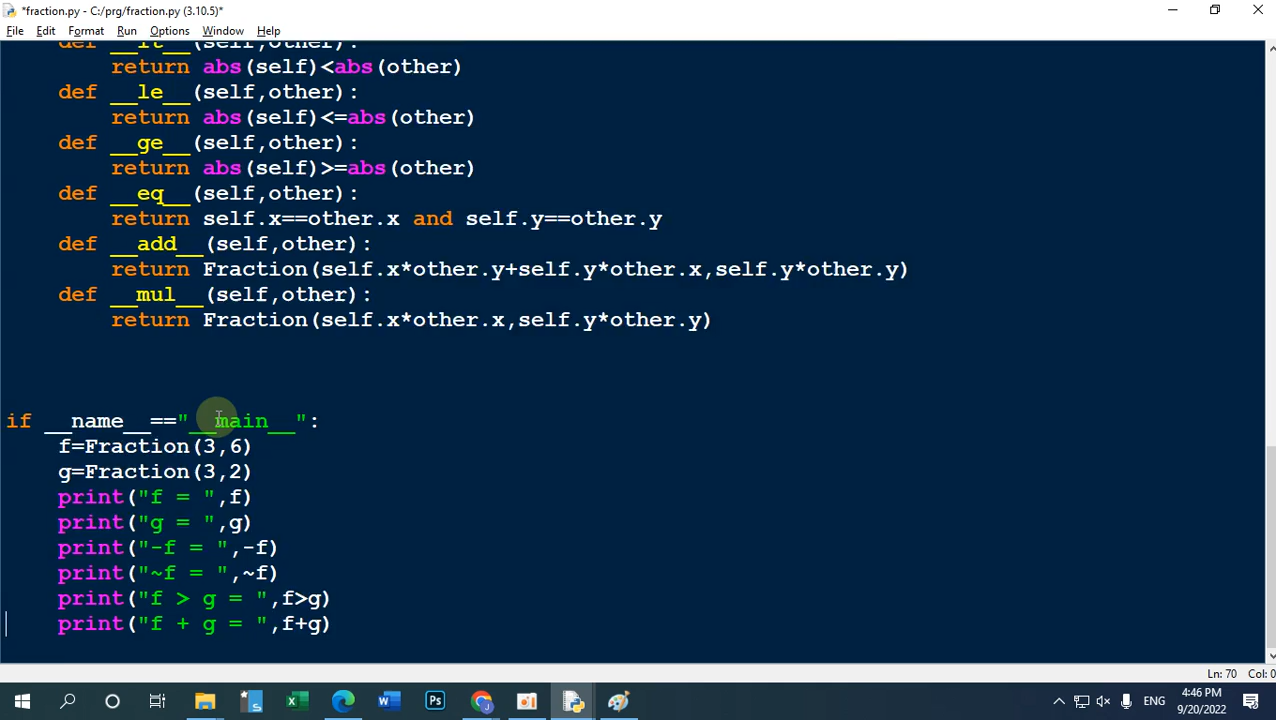 *fraction.py - C:/prg/fraction.py (3.10.5)*
File Edit Format Run Options Window Help
def __lt__(self,other):
return abs(self)<abs(other)
def __le__(self,other):
return abs(self)<=abs(other)
def __ge__(self,other):
return abs(self)>=abs(other)
def __eq__(self,other):
return self.x==other.x and self.y==other.y
def __add__(self,other):
return Fraction(self.x*other.y+self.y*other.x,self.y*other.y)
def __mul__(self,other):
return Fraction(self.x*other.x,self.y*other.y)
if __name__=="__main__":
f=Fraction(3,6)
g=Fraction(3,2)
print("f = ",f)
print("g = ",g)
print("-f = ",-f)
print("~f = ",~f)
print("f > g = ",f>g)
print("f + g = ",f+g)
Ln: 70 Col: 0
ENG
4:46 PM
9/20/2022